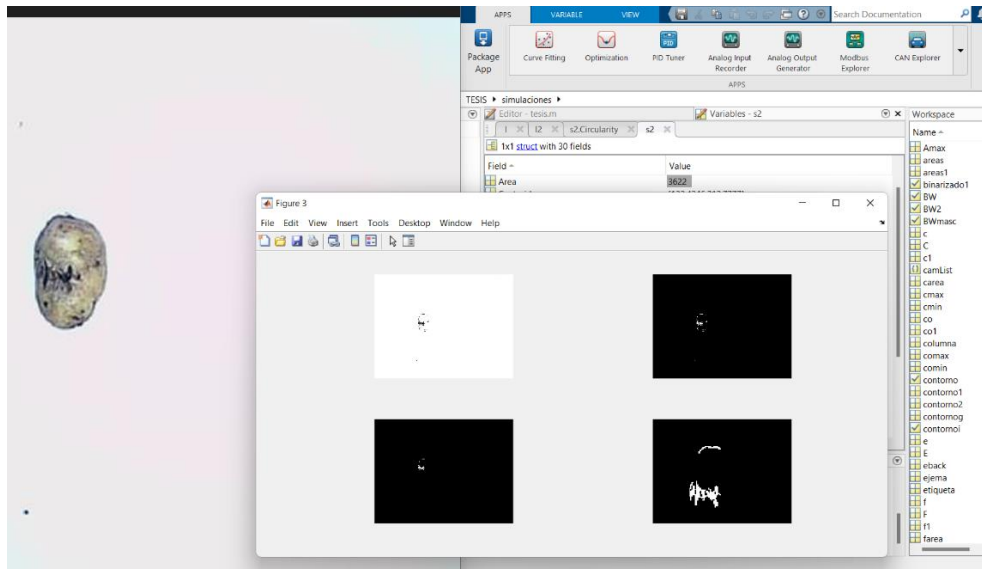 APPS VARIABLE VIEW Search Documentation
Package App
Curve Fitting
Optimization
PID Tuner
Analog Input Recorder
Analog Output Generator
Modbus Explorer
CAN Explorer
APPS
TESIS simulaciones
Editor - tesis.m
Variables - s2
I I2 s2.Circularity s2
1x1 struct with 30 fields
Field Value
Area 3622
Figure 3
File Edit View Insert Tools Desktop Window Help
Workspace
Name
Amax
areas
areas1
binarizado1
BW
BW2
BWmasc
c
C
c1
camList
carea
cmax
cmin
co
co1
columna
comax
comin
contorno
contorno1
contorno2
contornog
contornoi
e
E
eback
ejema
etiqueta
f
F
f1
farea